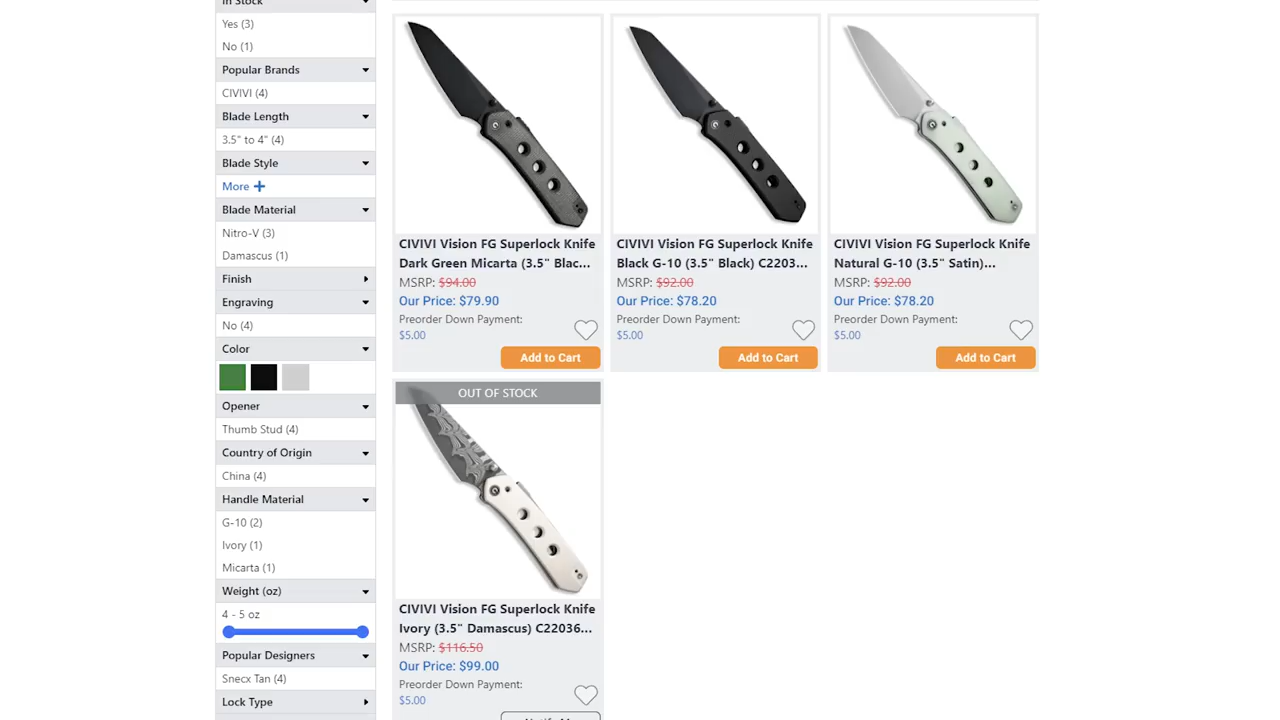 In Stock
Yes (3)
No (1)
Popular Brands
CIVIVI (4)
Blade Length
3.5" to 4" (4)
Blade Style
More
Blade Material
Nitro-V (3)
Damascus (1)
Finish
Engraving
No (4)
Color
Opener
Thumb Stud (4)
Country of Origin
China (4)
Handle Material
G-10 (2)
Ivory (1)
Micarta (1)
Weight (oz)
4 - 5 oz
Popular Designers
Snecx Tan (4)
Lock Type
CIVIVI Vision FG Superlock Knife
Dark Green Micarta (3.5" Blac...
MSRP: $94.00
Our Price: $79.90
Preorder Down Payment:
$5.00
Add to Cart
CIVIVI Vision FG Superlock Knife
Black G-10 (3.5" Black) C2203...
MSRP: $92.00
Our Price: $78.20
Preorder Down Payment:
$5.00
Add to Cart
CIVIVI Vision FG Superlock Knife
Natural G-10 (3.5" Satin)...
MSRP: $92.00
Our Price: $78.20
Preorder Down Payment:
$5.00
Add to Cart
OUT OF STOCK
CIVIVI Vision FG Superlock Knife
Ivory (3.5" Damascus) C22036...
MSRP: $116.50
Our Price: $99.00
Preorder Down Payment:
$5.00